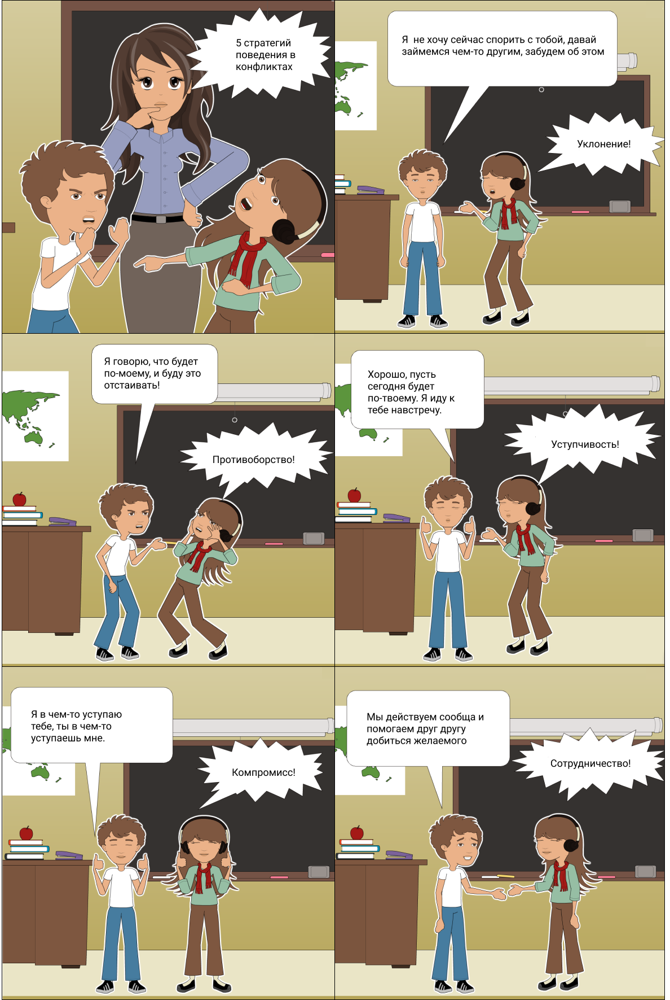 5 стратегий
поведения в
конфликтах
Я  не хочу сейчас спорить с тобой, давай
займемся чем-то другим, забудем об этом
Уклонение!
Я говорю, что будет
по-моему, и буду это
отстаивать!
Противоборство!
Хорошо, пусть
сегодня будет
по-твоему. Я иду к
тебе навстречу.
Уступчивость!
Я в чем-то уступаю
тебе, ты в чем-то
уступаешь мне.
Компромисс!
Мы действуем сообща и
помогаем друг другу
добиться желаемого
Сотрудничество!